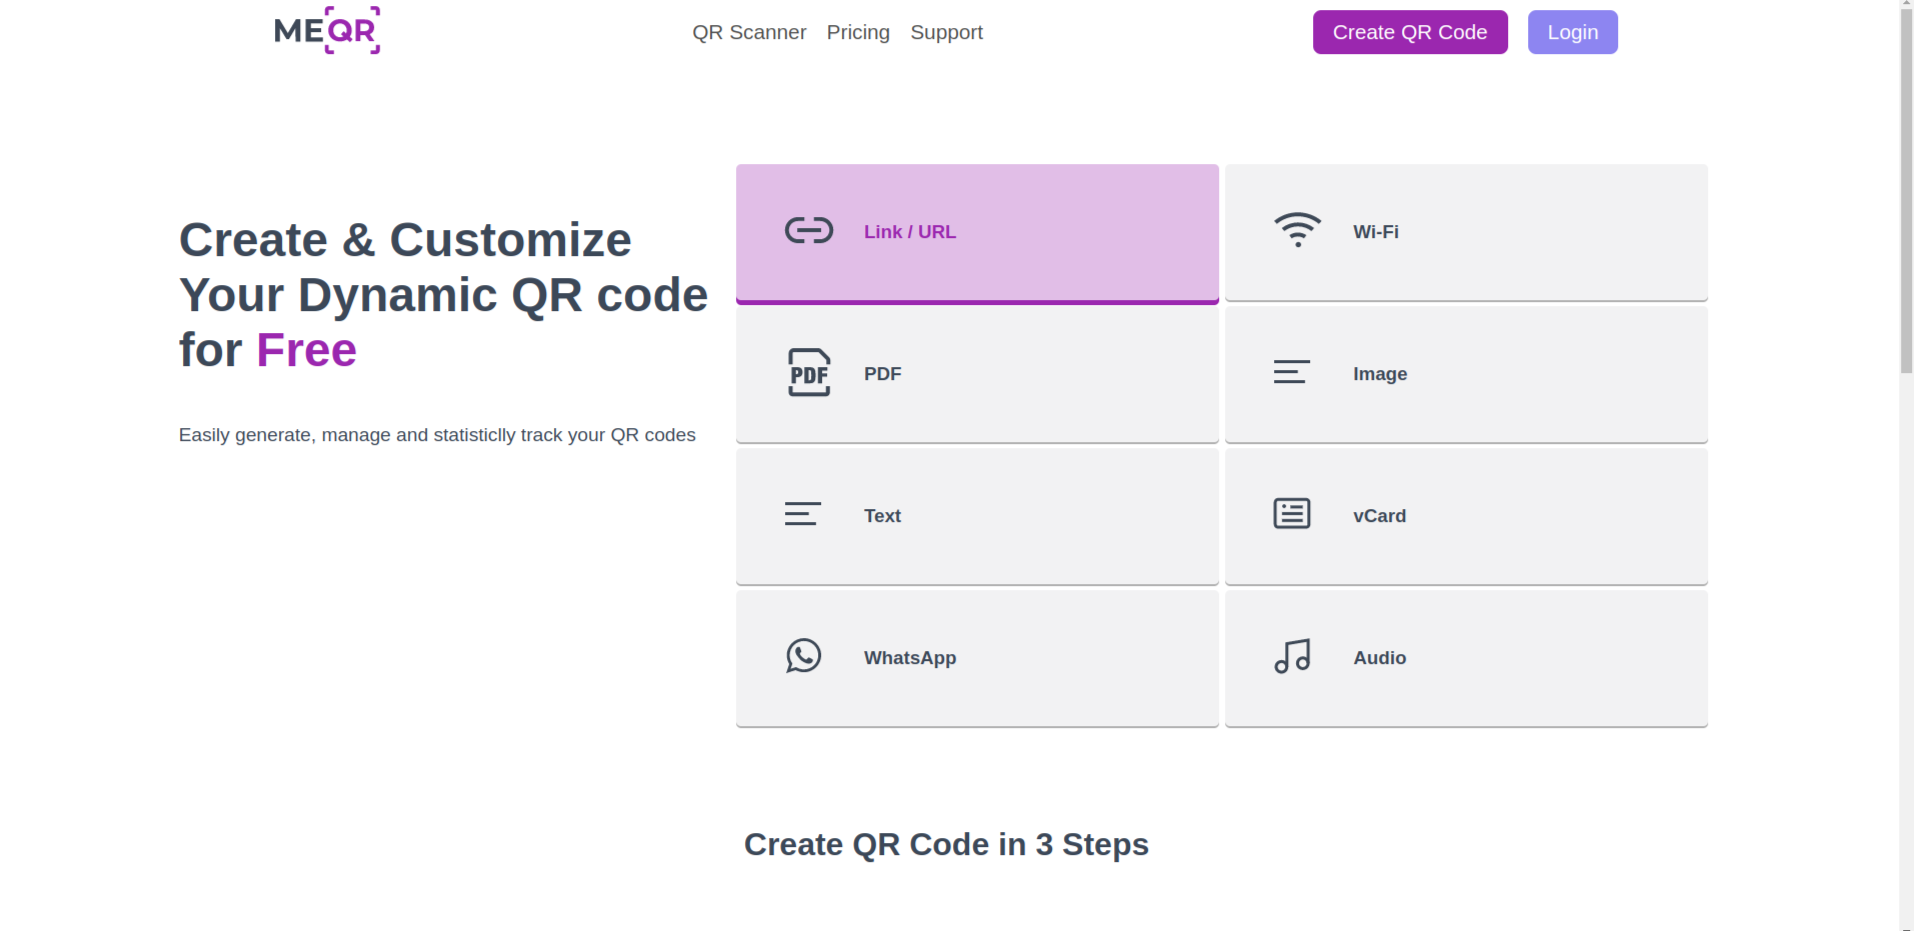 MEQR
QR Scanner Pricing Support
Create QR Code
Login
Create & Customize
Your Dynamic QR code
for Free
Easily generate, manage and statisticlly track your QR codes
Link / URL
Wi-Fi
PDF
PDF
Image
Text
vCard
WhatsApp
Audio
Create QR Code in 3 Steps